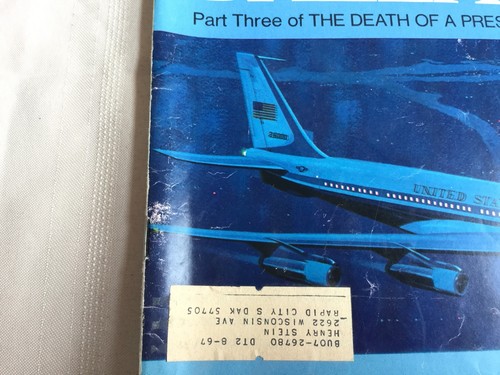 Part Three of THE DEATH OF A PRES
26000
UNITED STA
BU07-26780 DT2 8-67
HENRY STEIN
2622 WISCONSIN AVE
RAPID CITY S DAK 57705